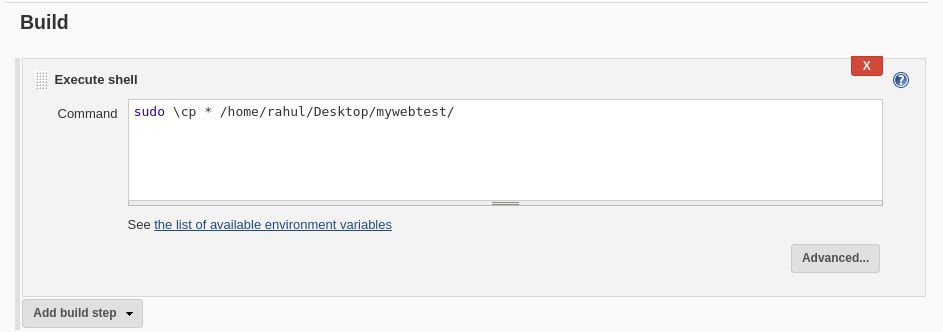 Build
X
Execute shell
?
Command
sudo \cp * /home/rahul/Desktop/mywebtest/
See the list of available environment variables
Advanced...
Add build step